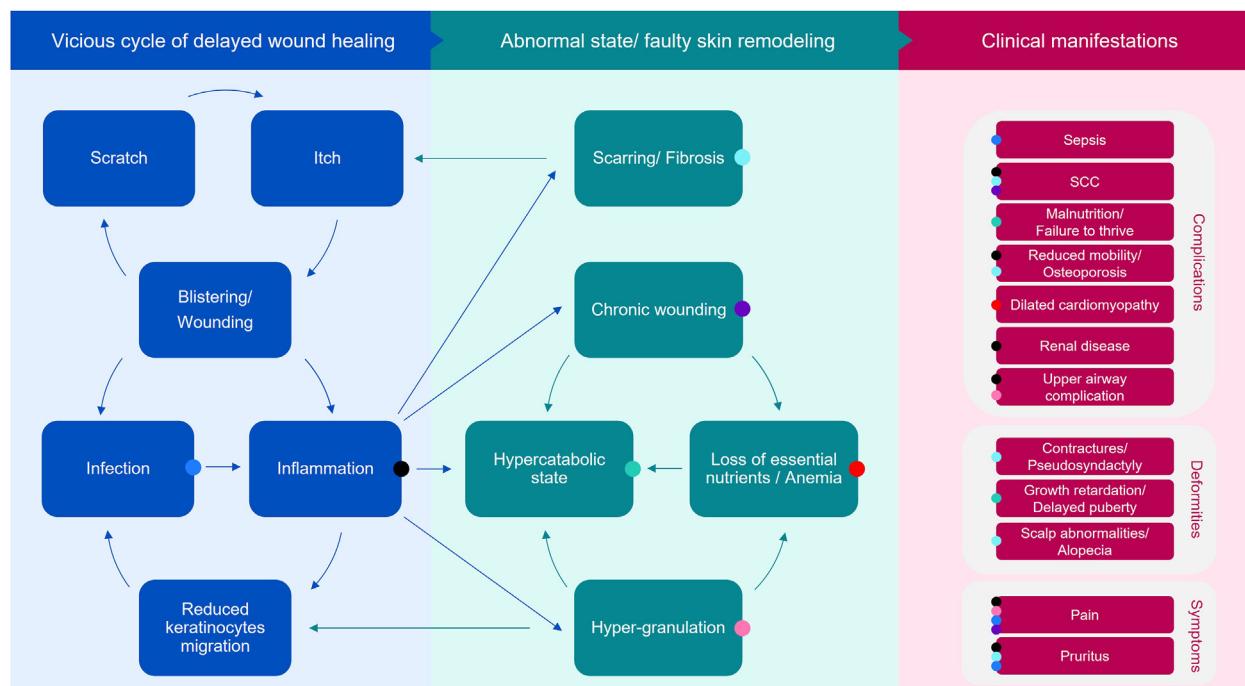 Vicious cycle of delayed wound healing
Abnormal state/ faulty skin remodeling
Clinical manifestations
Scratch
Itch
Blistering/
Wounding
Infection
Inflammation
Reduced
keratinocytes
migration
Scarring/ Fibrosis
Chronic wounding
Hypercatabolic
state
Loss of essential
nutrients / Anemia
Hyper-granulation
Sepsis
SCC
Malnutrition/
Failure to thrive
Reduced mobility/
Osteoporosis
Dilated cardiomyopathy
Renal disease
Upper airway
complication
Complications
Contractures/
Pseudosyndactyly
Growth retardation/
Delayed puberty
Scalp abnormalities/
Alopecia
Deformities
Pain
Pruritus
Symptoms